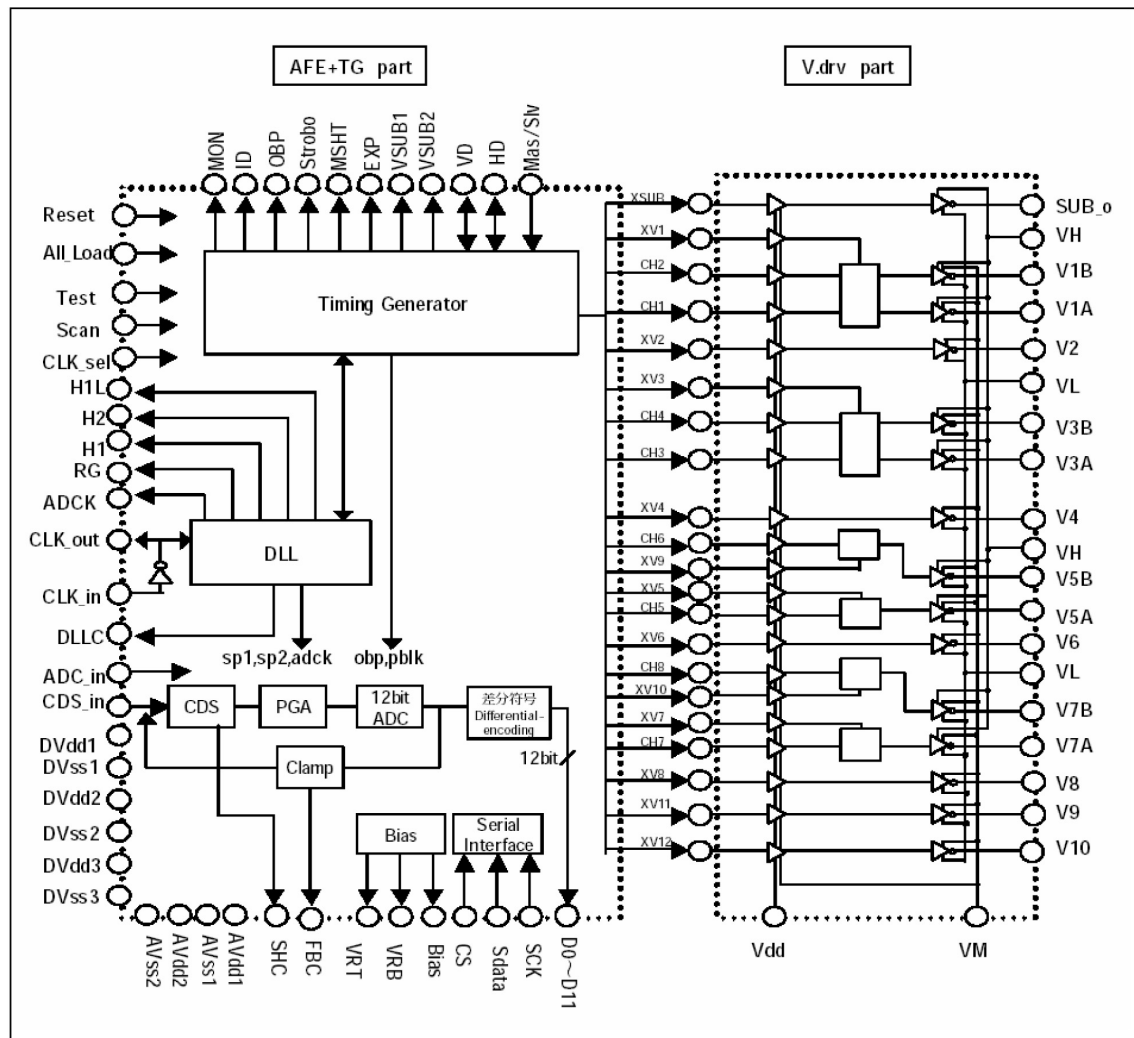 AFE+TG part
V.drv part
MON
ID
OBP
Strobo
MSHT
EXP
VSUB1
VSUB2
VD
HD
Mas/Slv
Reset
All_Load
Test
Scan
CLK_sel
H1L
H2
H1
RG
ADCK
CLK_out
CLK_in
DLLC
ADC_in
CDS_in
DVdd1
DVss1
DVdd2
DVss2
DVdd3
DVss3
Timing Generator
DLL
sp1,sp2,adck
obp,pblk
CDS
PGA
12bit
ADC
差分符号
Differential-
encoding
12bit
Clamp
Bias
Serial
Interface
AVss2
AVdd2
AVss1
AVdd1
SHC
FBC
VRT
VRB
Bias
CS
Sdata
SCK
D0～D11
XSUB
XV1
CH2
CH1
XV2
XV3
CH4
CH3
XV4
CH6
XV9
XV5
CH5
XV6
CH8
XV10
XV7
CH7
XV8
XV11
XV12
SUB_o
VH
V1B
V1A
V2
VL
V3B
V3A
V4
VH
V5B
V5A
V6
VL
V7B
V7A
V8
V9
V10
Vdd
VM